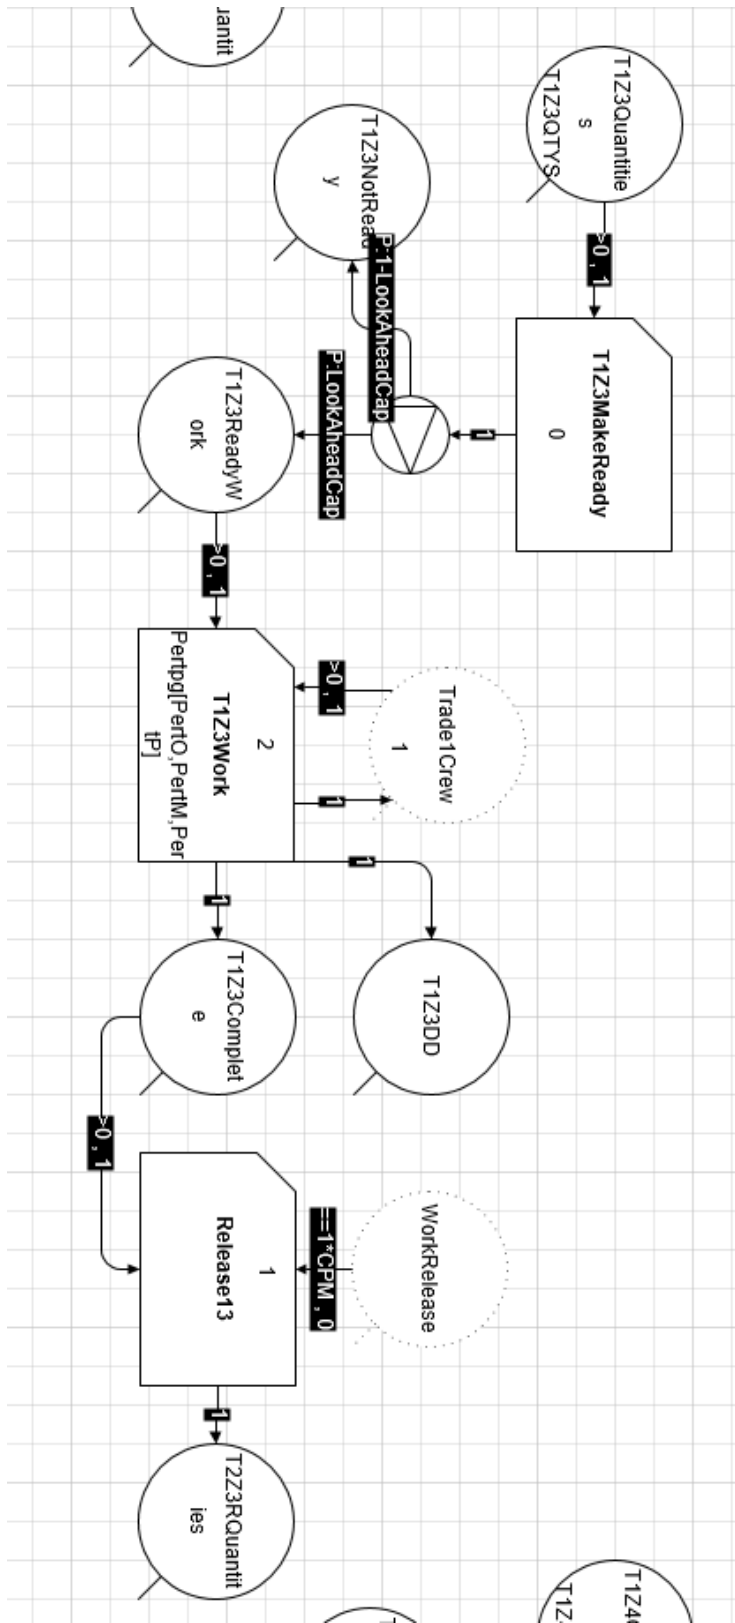 uantit
T1Z3Quantitie
s
T1Z3QTYS
>0 , 1
T1Z3NotRead
y
P:1-LookAheadCap
T1Z3MakeReady
0
1
P:LookAheadCap
T1Z3ReadyW
ork
>0 , 1
2
T1Z3Work
Pertpg[PertO,PertM,Per
tP]
>0 , 1
Trade1Crew
1
1
1
1
T1Z3DD
T1Z3Complet
e
>0 , 1
1
Release13
==1*CPM , 0
WorkRelease
1
T2Z3RQuantit
ies
T1Z4
T1Z
T